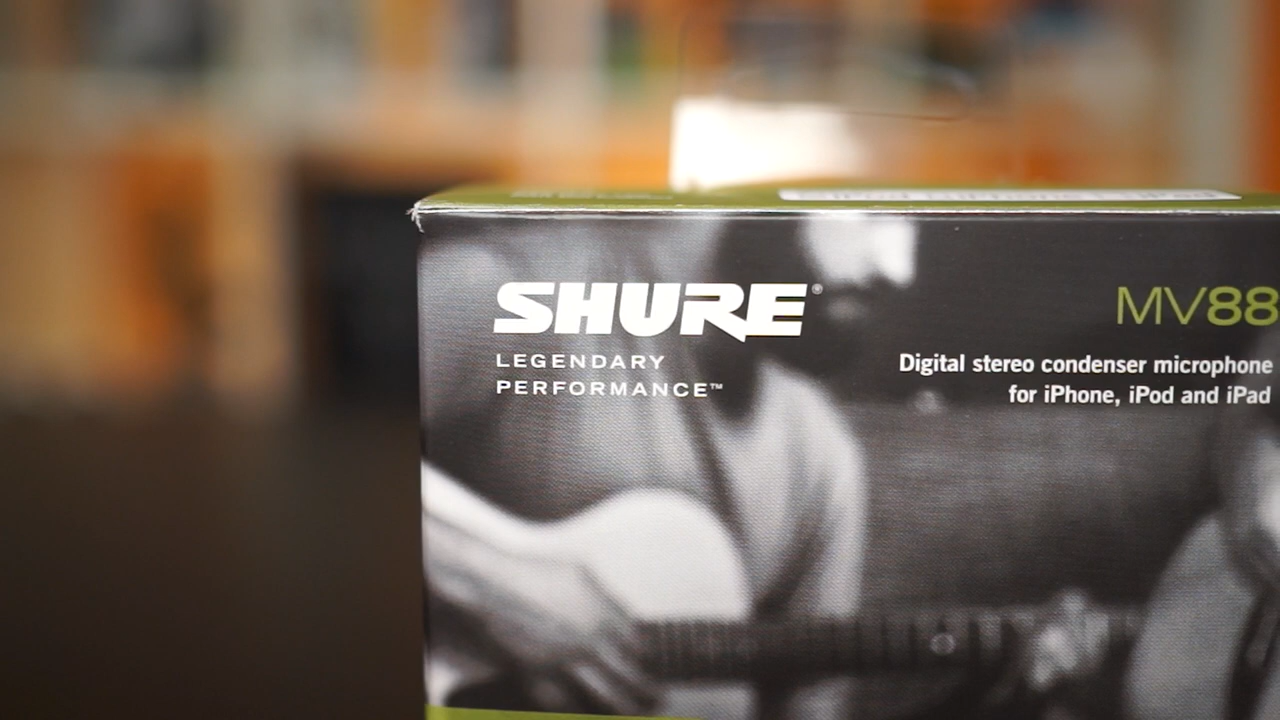 SHURE®
LEGENDARY
PERFORMANCE™
MV88
Digital stereo condenser microphone
for iPhone, iPod and iPad